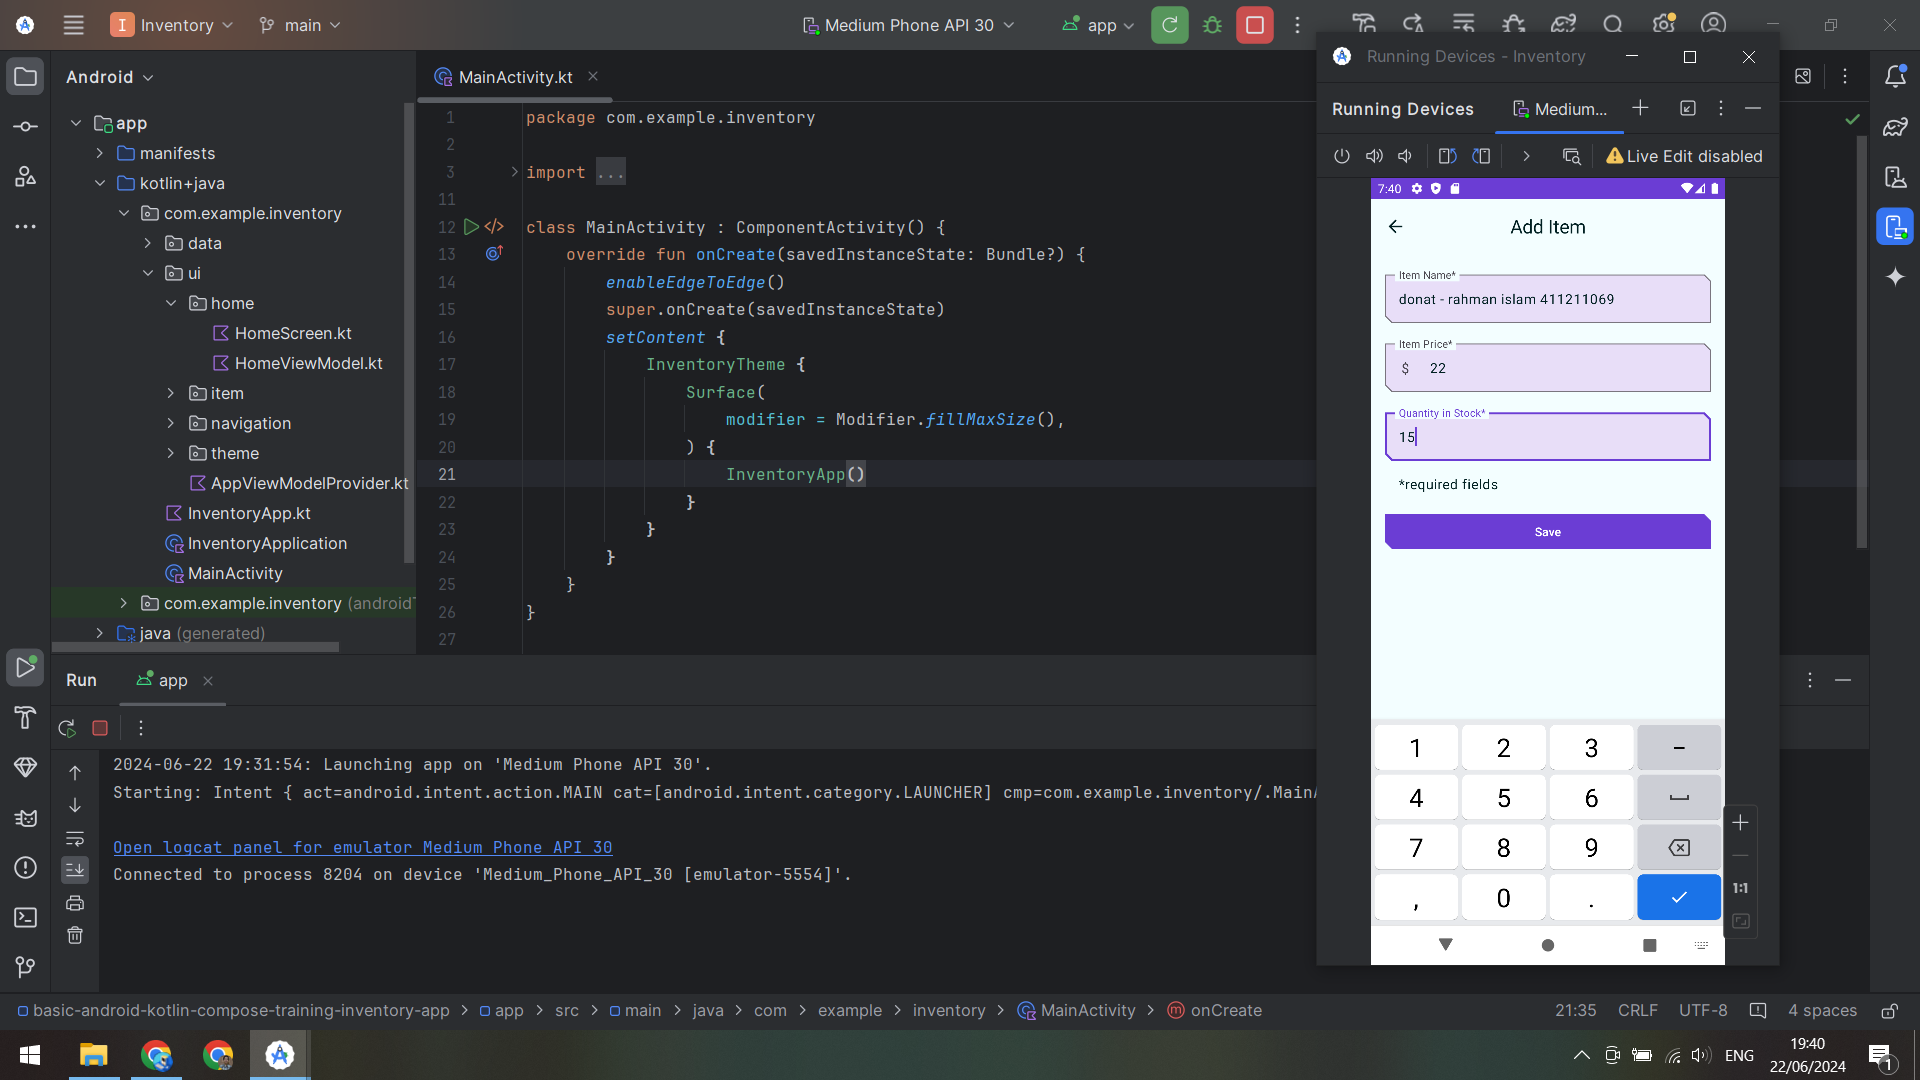 I Inventory main Medium Phone API 30 app
Android
MainActivity.kt
app
manifests
kotlin+java
com.example.inventory
data
ui
home
HomeScreen.kt
HomeViewModel.kt
item
navigation
theme
AppViewModelProvider.kt
InventoryApp.kt
InventoryApplication
MainActivity
com.example.inventory (androidT
java (generated)
1 package com.example.inventory
2
3 import ...
11
12 class MainActivity : ComponentActivity() {
13 override fun onCreate(savedInstanceState: Bundle?) {
14 enableEdgeToEdge()
15 super.onCreate(savedInstanceState)
16 setContent {
17 InventoryTheme {
18 Surface(
19 modifier = Modifier.fillMaxSize(),
20 ) {
21 InventoryApp()
22 }
23 }
24 }
25 }
26 }
27
Running Devices - Inventory
Running Devices Medium...
Live Edit disabled
7:40
Add Item
Item Name*
donat - rahman islam 411211069
Item Price*
$ 22
Quantity in Stock*
15
*required fields
Save
1 2 3 –
4 5 6
7 8 9
, 0 .
1:1
Run app
2024-06-22 19:31:54: Launching app on 'Medium Phone API 30'.
Starting: Intent { act=android.intent.action.MAIN cat=[android.intent.category.LAUNCHER] cmp=com.example.inventory/.MainA
Open logcat panel for emulator Medium Phone API 30
Connected to process 8204 on device 'Medium_Phone_API_30 [emulator-5554]'.
basic-android-kotlin-compose-training-inventory-app > app > src > main > java > com > example > inventory > MainActivity > onCreate 21:35 CRLF UTF-8 4 spaces
ENG
19:40
22/06/2024
1